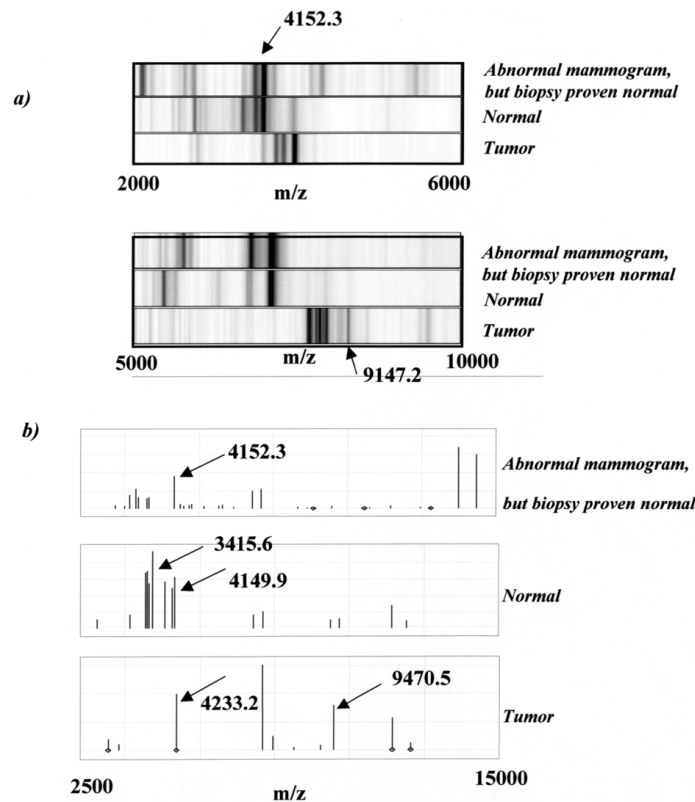 4152.3
a)
Abnormal mammogram,
but biopsy proven normal
Normal
Tumor
2000 m/z 6000
Abnormal mammogram,
but biopsy proven normal
Normal
Tumor
5000 m/z 10000
9147.2
b)
4152.3
Abnormal mammogram,
but biopsy proven normal
3415.6
4149.9
Normal
9470.5
4233.2
Tumor
2500 m/z 15000